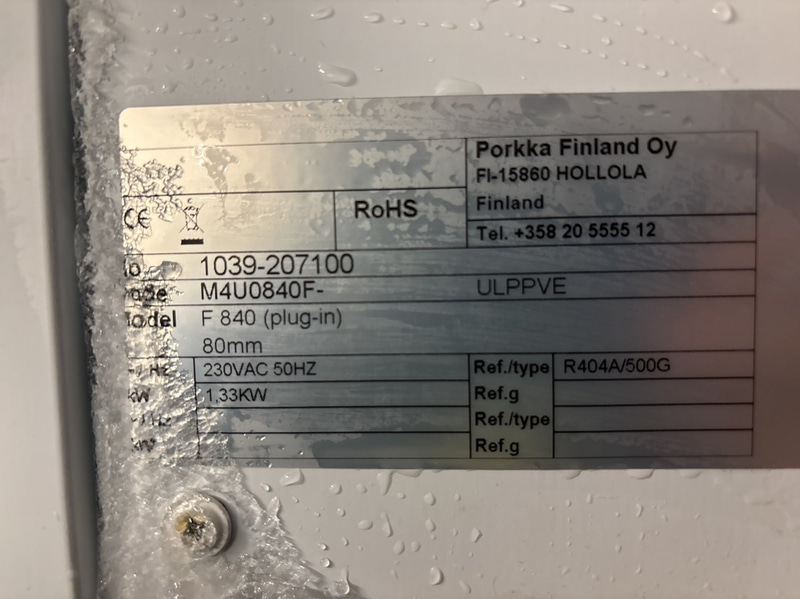 Porkka Finland Oy
FI-15860 HOLLOLA
CE RoHS Finland
Tel. +358 20 5555 12
1039-207100
M4U0840F- ULPPVE
F 840 (plug-in)
80mm
230VAC 50HZ Ref./type R404A/500G
kW 1,33KW Ref.g
Ref./type
Ref.g